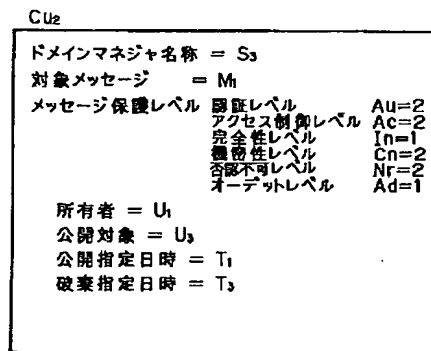 Cu₂
ドメインマネジャ名称 = S₃
対象メッセージ = M₁
メッセージ保護レベル 認証レベル Au=2
アクセス制御レベル Ac=2
完全性レベル In=1
機密性レベル Cn=2
否認不可レベル Nr=2
オーデットレベル Ad=1
所有者 = U₁
公開対象 = U₃
公開指定日時 = T₁
破棄指定日時 = T₃